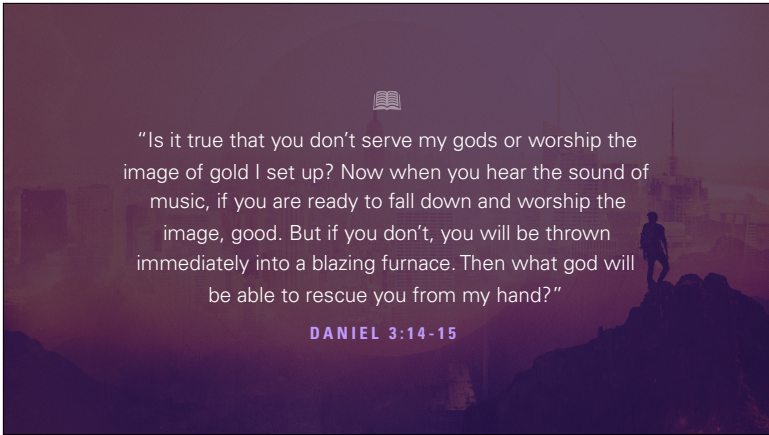 “Is it true that you don’t serve my gods or worship the
image of gold I set up? Now when you hear the sound of
music, if you are ready to fall down and worship the
image, good. But if you don’t, you will be thrown
immediately into a blazing furnace. Then what god will
be able to rescue you from my hand?”
DANIEL 3:14-15